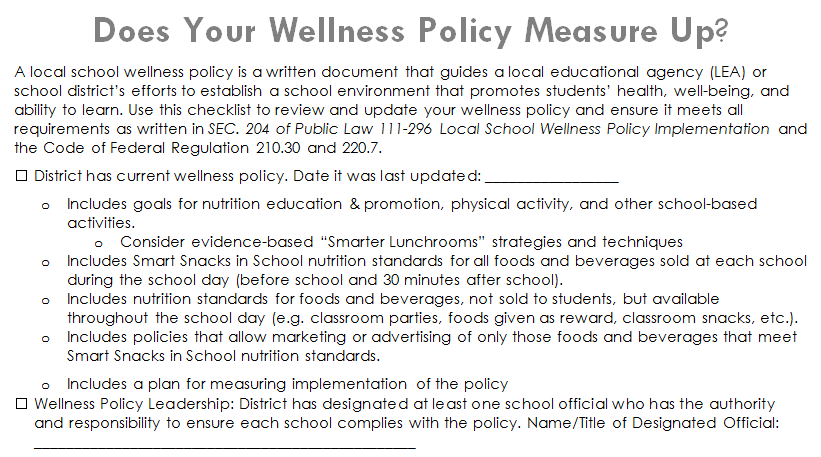 Does Your Wellness Policy Measure Up?
A local school wellness policy is a written document that guides a local educational agency (LEA) or
school district's efforts to establish a school environment that promotes students' health, well-being, and
ability to learn. Use this checklist to review and update your wellness policy and ensure it meets all
requirements as written in SEC. 204 of Public Law 111-296 Local School Wellness Policy Implementation and
the Code of Federal Regulation 210.30 and 220.7.
☐ District has current wellness policy. Date it was last updated: _________________
o Includes goals for nutrition education & promotion, physical activity, and other school-based
activities.
o Consider evidence-based “Smarter Lunchrooms” strategies and techniques
o Includes Smart Snacks in School nutrition standards for all foods and beverages sold at each school
during the school day (before school and 30 minutes after school).
o Includes nutrition standards for foods and beverages, not sold to students, but available
throughout the school day (e.g. classroom parties, foods given as reward, classroom snacks, etc.).
o Includes policies that allow marketing or advertising of only those foods and beverages that meet
Smart Snacks in School nutrition standards.
o Includes a plan for measuring implementation of the policy
☐ Wellness Policy Leadership: District has designated at least one school official who has the authority
and responsibility to ensure each school complies with the policy. Name/Title of Designated Official:
_________________________________________________